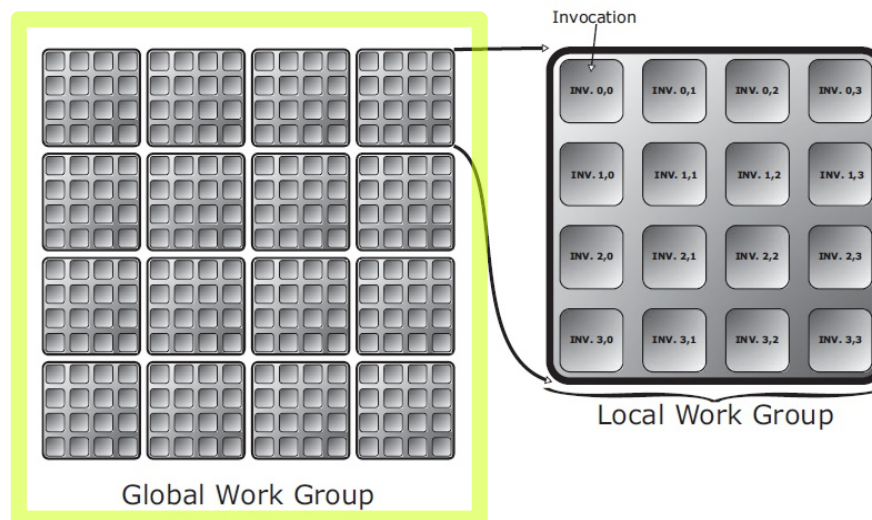 Invocation
INV. 0,0 INV. 0,1 INV. 0,2 INV. 0,3
INV. 1,0 INV. 1,1 INV. 1,2 INV. 1,3
INV. 2,0 INV. 2,1 INV. 2,2 INV. 2,3
INV. 3,0 INV. 3,1 INV. 3,2 INV. 3,3
Local Work Group
Global Work Group